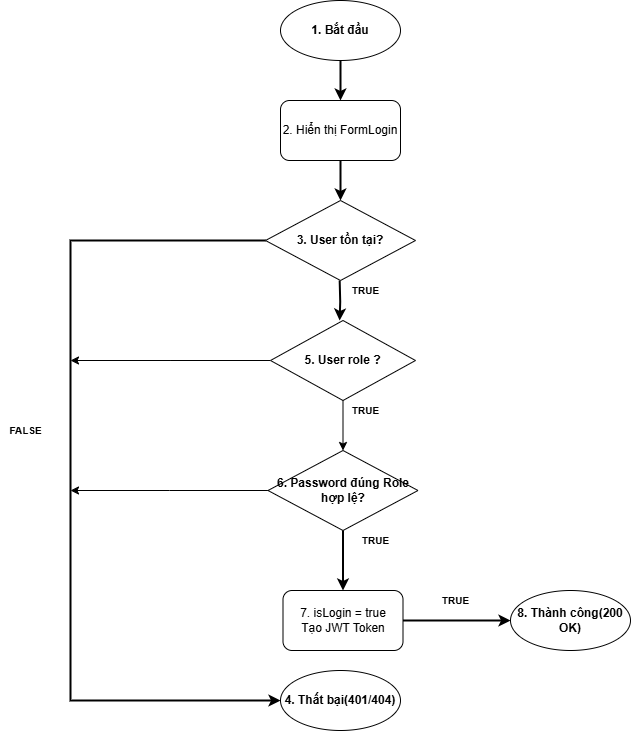 1. Bắt đầu
2. Hiển thị FormLogin
3. User tồn tại?
TRUE
5. User role ?
TRUE
FALSE
6. Password đúng Role
hợp lệ?
TRUE
7. isLogin = true
Tạo JWT Token
TRUE
8. Thành công(200
OK)
4. Thất bại(401/404)